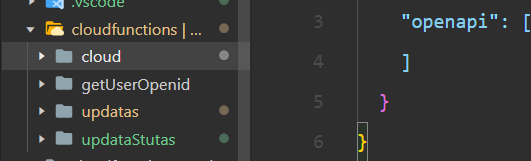 .vscode
cloudfunctions | ...
cloud
getUserOpenid
updatas
updataStutas
3 "openapi": [
4 ]
5 }
6 }